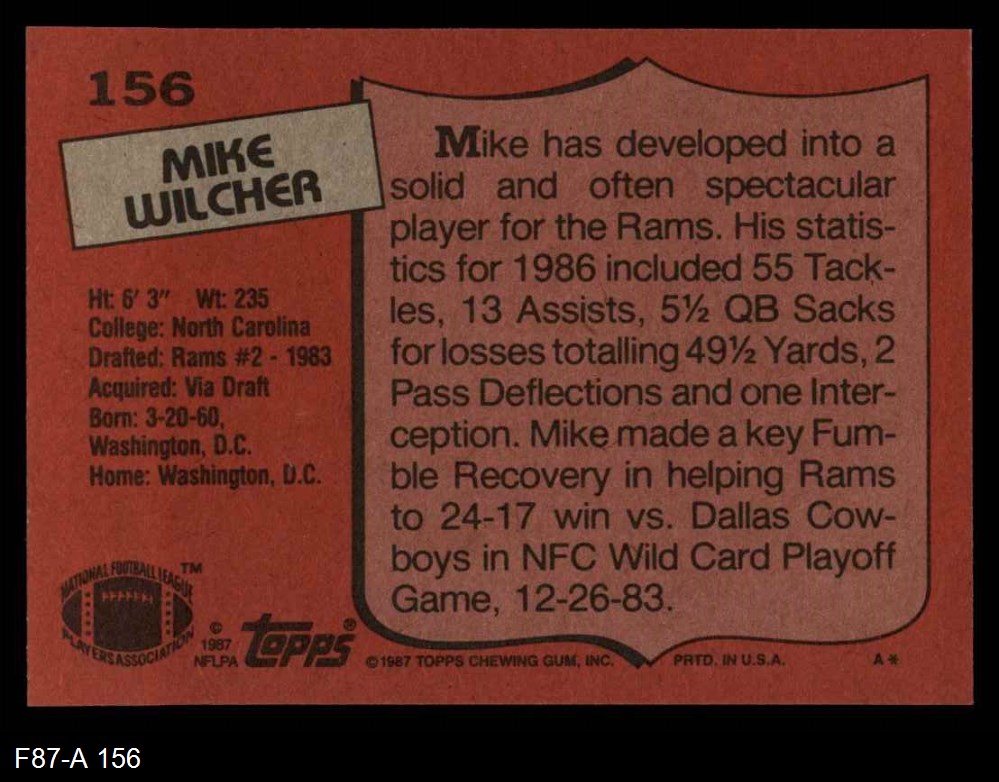 156
MIKE
WILCHER
Ht: 6' 3" Wt: 235
College: North Carolina
Drafted: Rams #2 - 1983
Acquired: Via Draft
Born: 3-20-60,
Washington, D.C.
Home: Washington, D.C.
Mike has developed into a
solid and often spectacular
player for the Rams. His statis-
tics for 1986 included 55 Tack-
les, 13 Assists, 5½ QB Sacks
for losses totalling 49½ Yards, 2
Pass Deflections and one Inter-
ception. Mike made a key Fum-
ble Recovery in helping Rams
to 24-17 win vs. Dallas Cow-
boys in NFC Wild Card Playoff
Game, 12-26-83.
NATIONAL FOOTBALL LEAGUE ™
PLAYERS ASSOCIATION
© 1987 NFLPA
topps®
© 1987 TOPPS CHEWING GUM, INC. PRTD. IN U.S.A. A*
F87-A 156